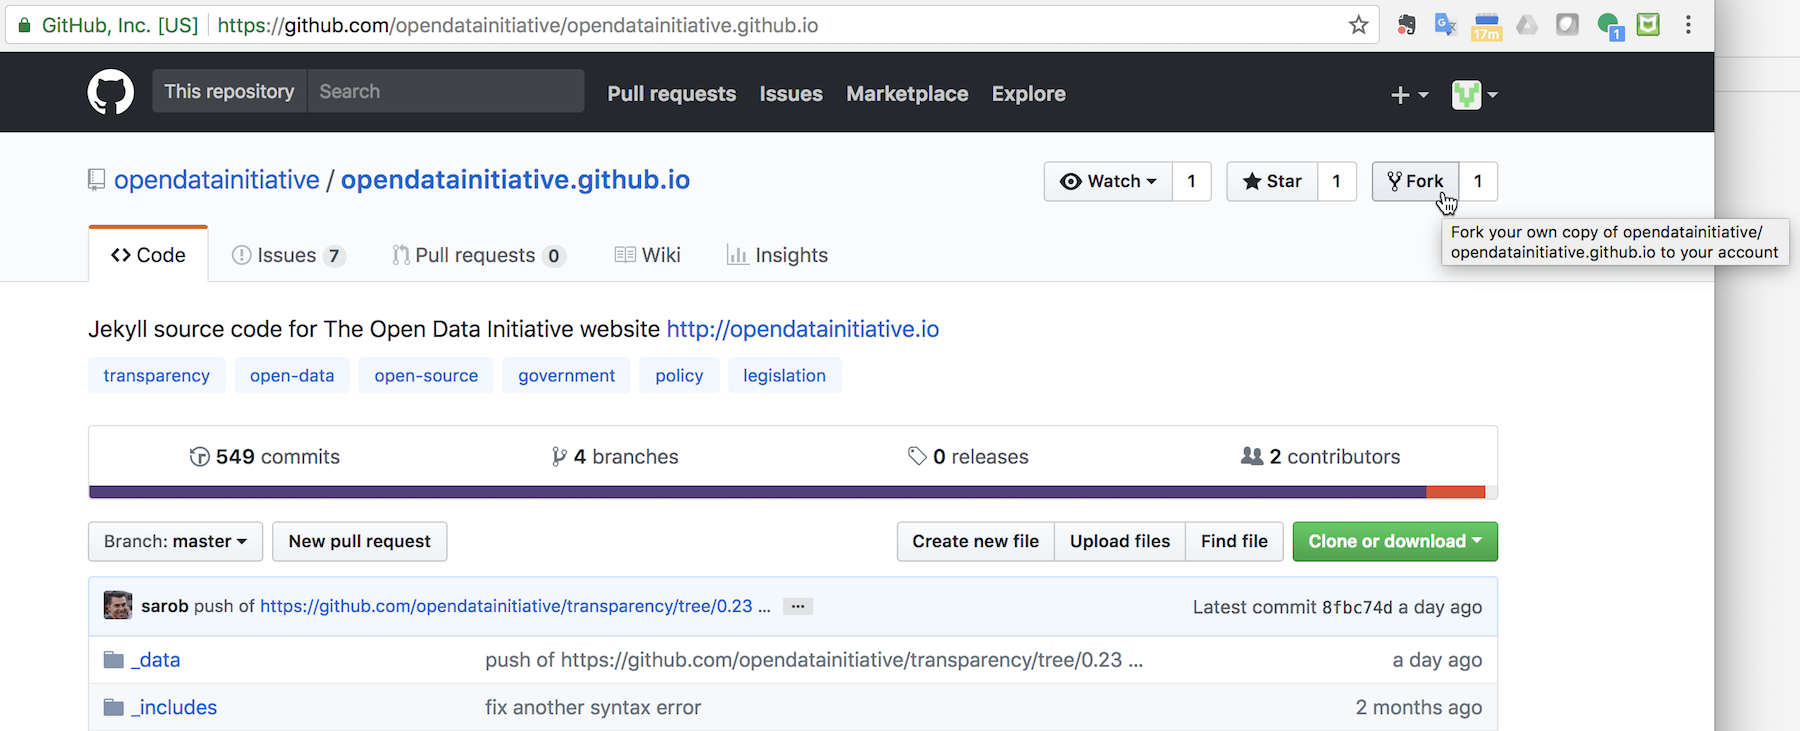 GitHub, Inc. [US] https://github.com/opendatainitiative/opendatainitiative.github.io
17m 1
This repository Search Pull requests Issues Marketplace Explore
opendatainitiative / opendatainitiative.github.io Watch 1 Star 1 Fork 1
Fork your own copy of opendatainitiative/
opendatainitiative.github.io to your account
Code Issues 7 Pull requests 0 Wiki Insights
Jekyll source code for The Open Data Initiative website http://opendatainitiative.io
transparency open-data open-source government policy legislation
549 commits 4 branches 0 releases 2 contributors
Branch: master New pull request Create new file Upload files Find file Clone or download
sarob push of https://github.com/opendatainitiative/transparency/tree/0.23 ... ... Latest commit 8fbc74d a day ago
_data push of https://github.com/opendatainitiative/transparency/tree/0.23 ... a day ago
_includes fix another syntax error 2 months ago